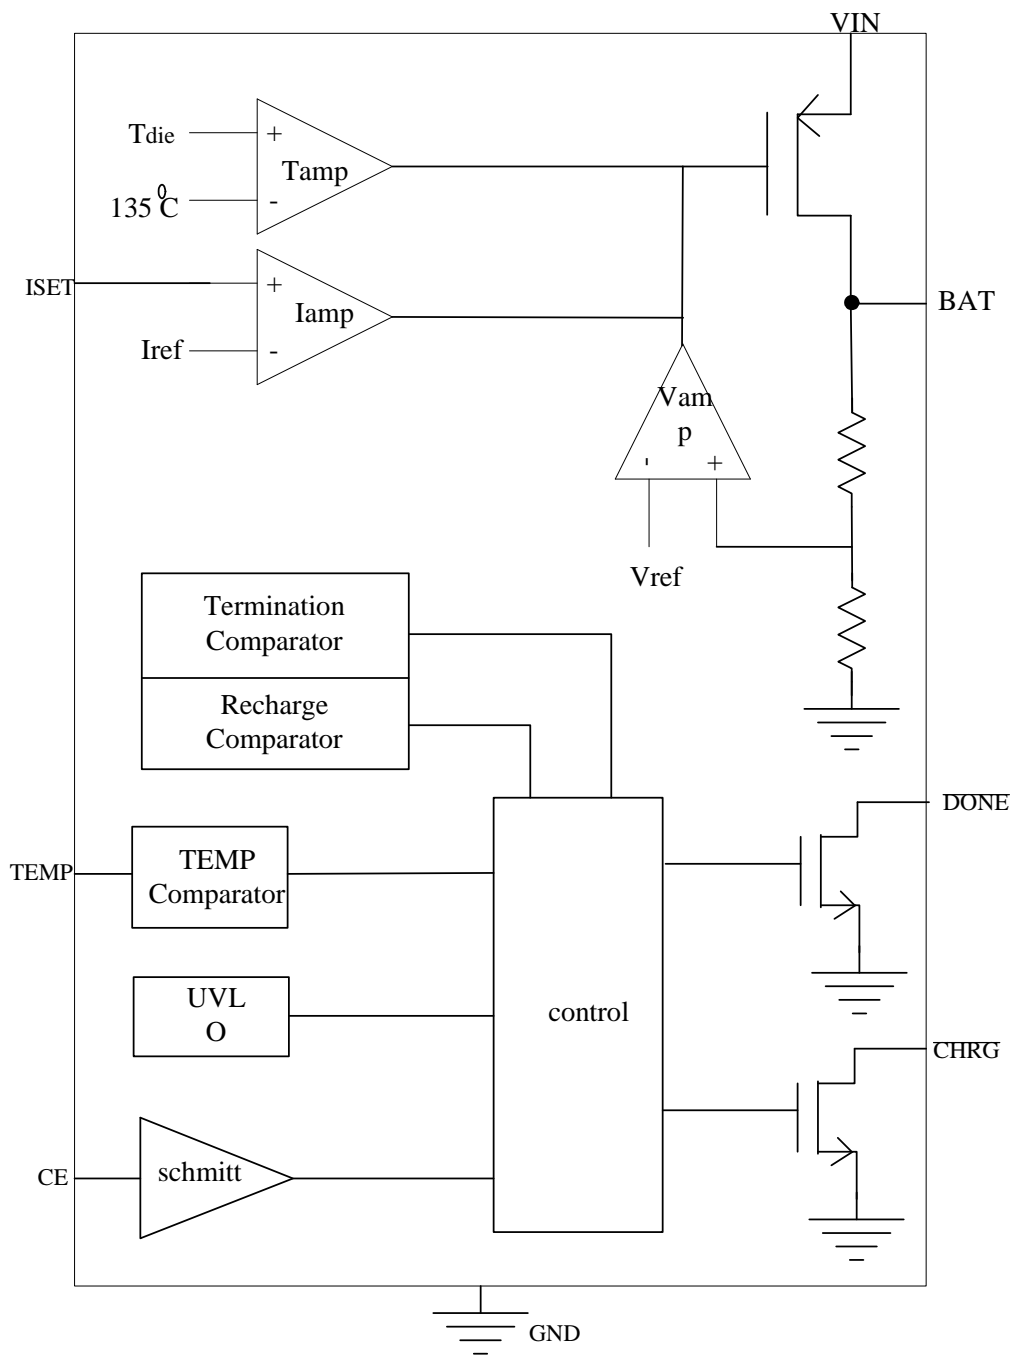 VIN
Tdie
+
Tamp
135 0C
-
ISET
+
Iamp
Iref
-
BAT
Vam
p
-
+
Vref
Termination
Comparator
Recharge
Comparator
DONE
TEMP
TEMP
Comparator
UVL
O
control
CHRG
CE
schmitt
GND